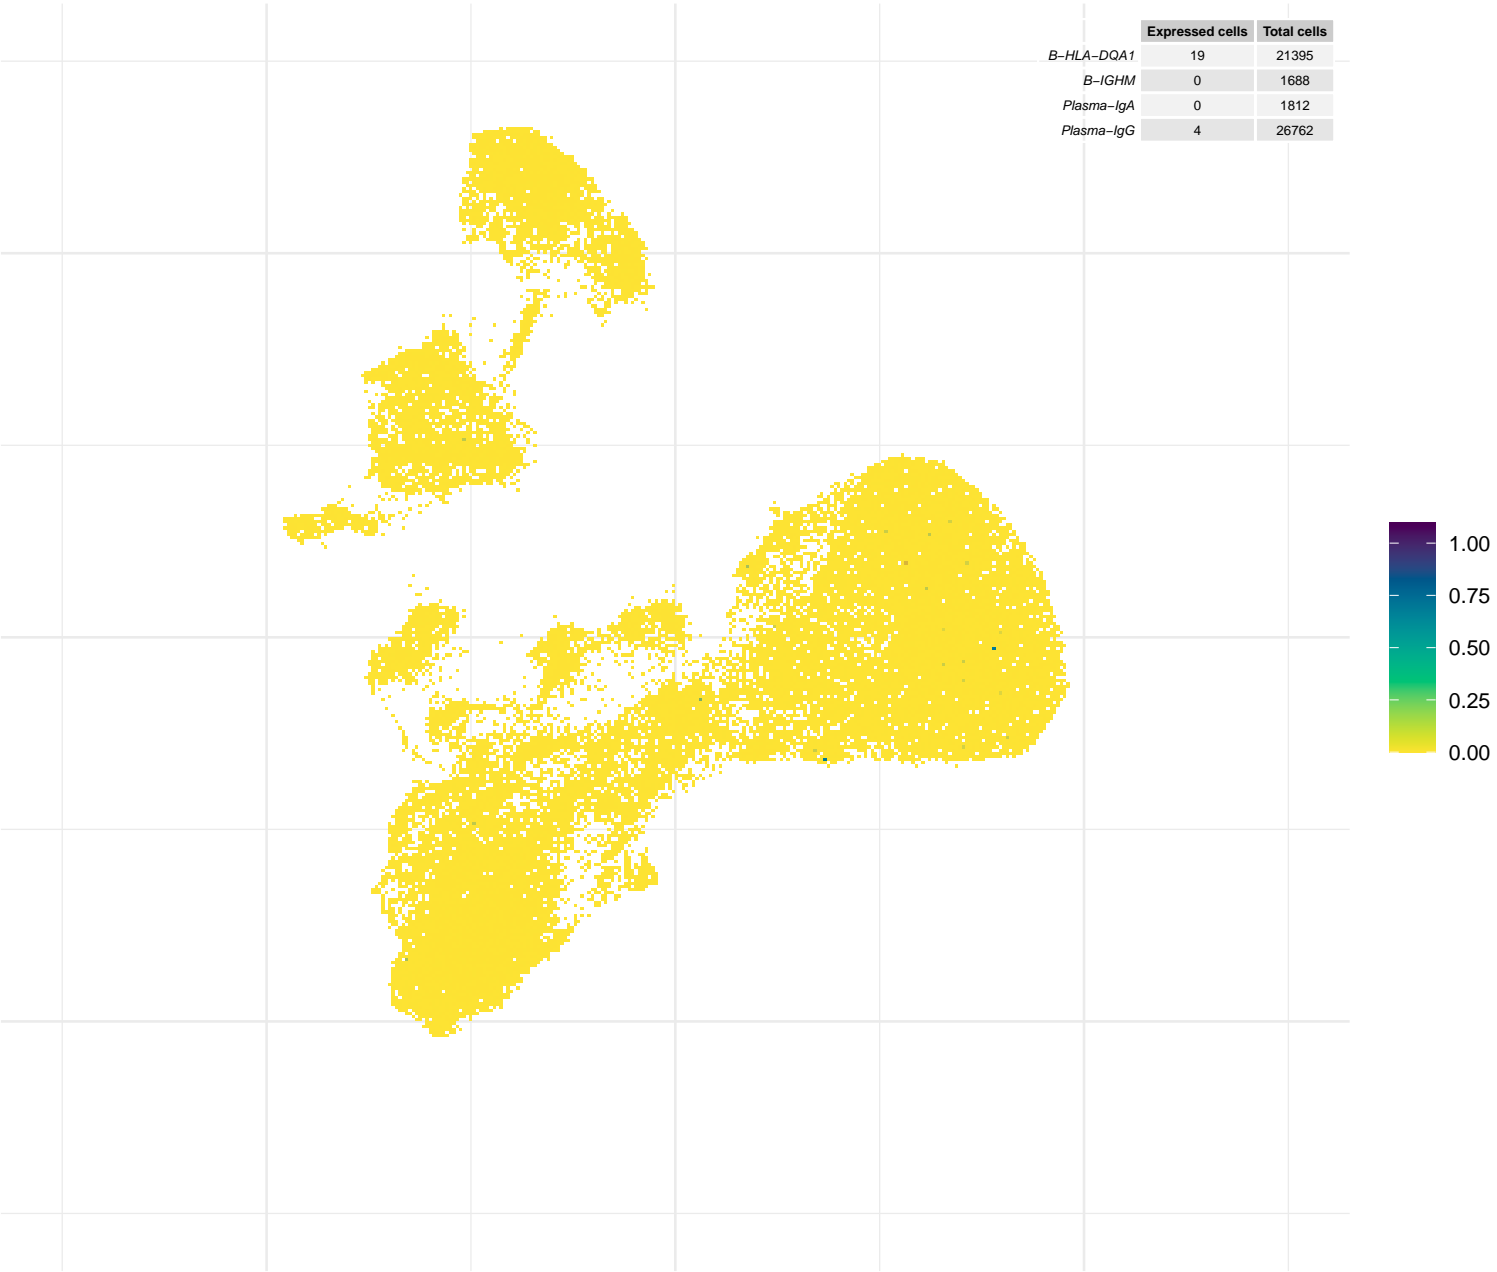 Expressed cells Total cells
B−HLA−DQA1 19 21395
B−IGHM 0 1688
Plasma−IgA 0 1812
Plasma−IgG 4 26762
1.00
0.75
0.50
0.25
0.00